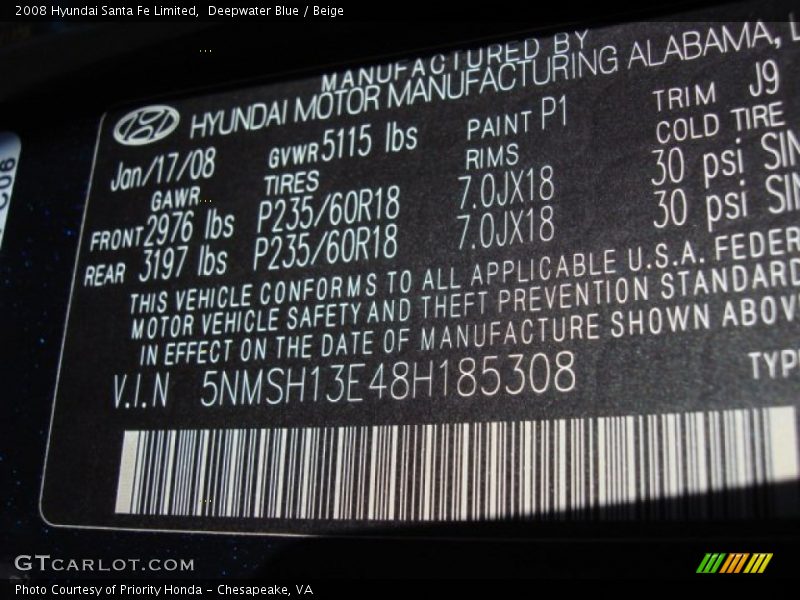 2008 Hyundai Santa Fe Limited, Deepwater Blue / Beige
MANUFACTURED BY
HYUNDAI MOTOR MANUFACTURING ALABAMA, L
Jan/17/08 GVWR 5115 lbs PAINT P1 TRIM J9
GAWR TIRES RIMS COLD TIRE
FRONT 2976 lbs P235/60R18 7.0JX18 30 psi SIN
REAR 3197 lbs P235/60R18 7.0JX18 30 psi SIN
THIS VEHICLE CONFORMS TO ALL APPLICABLE U.S.A. FEDER
MOTOR VEHICLE SAFETY AND THEFT PREVENTION STANDARD
IN EFFECT ON THE DATE OF MANUFACTURE SHOWN ABOV
V.I.N 5NMSH13E48H185308 TYP
GTCARLOT.COM
Photo Courtesy of Priority Honda - Chesapeake, VA